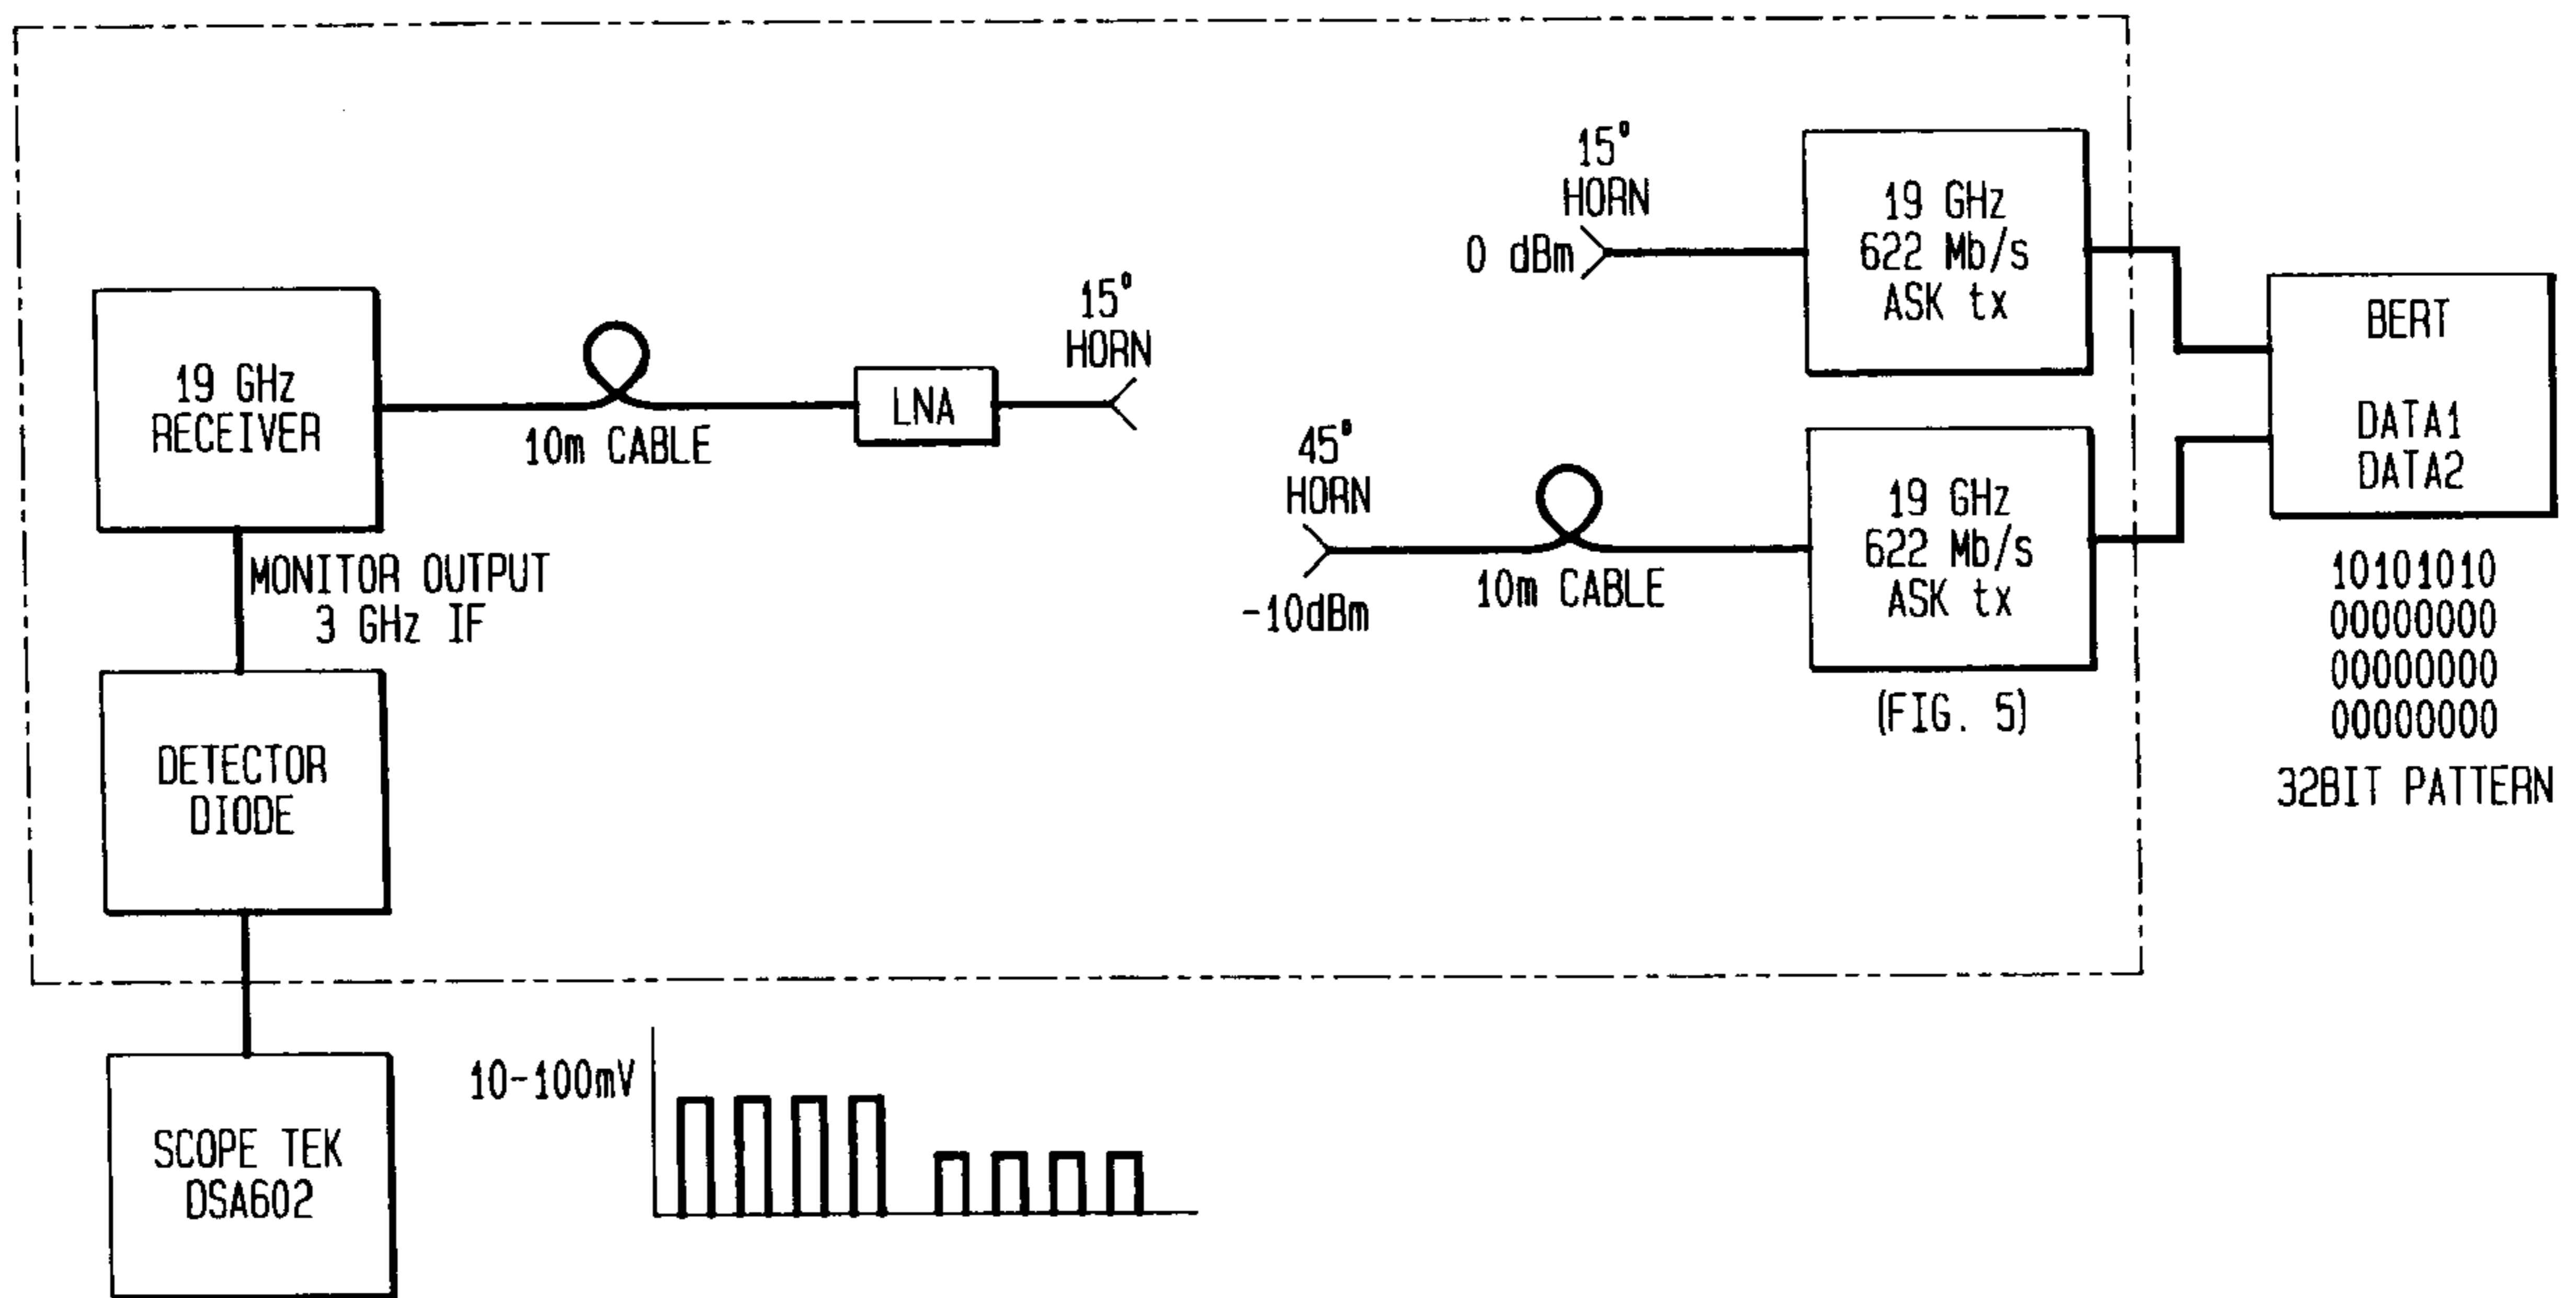 15°
HORN
0 dBm
19 GHz
622 Mb/s
ASK tx
BERT
DATA1
DATA2
10101010
00000000
00000000
00000000
32BIT PATTERN
19 GHz
RECEIVER
10m CABLE
LNA
15°
HORN
45°
HORN
-10dBm
10m CABLE
19 GHz
622 Mb/s
ASK tx
(FIG. 5)
MONITOR OUTPUT
3 GHz IF
DETECTOR
DIODE
SCOPE TEK
DSA602
10-100mV